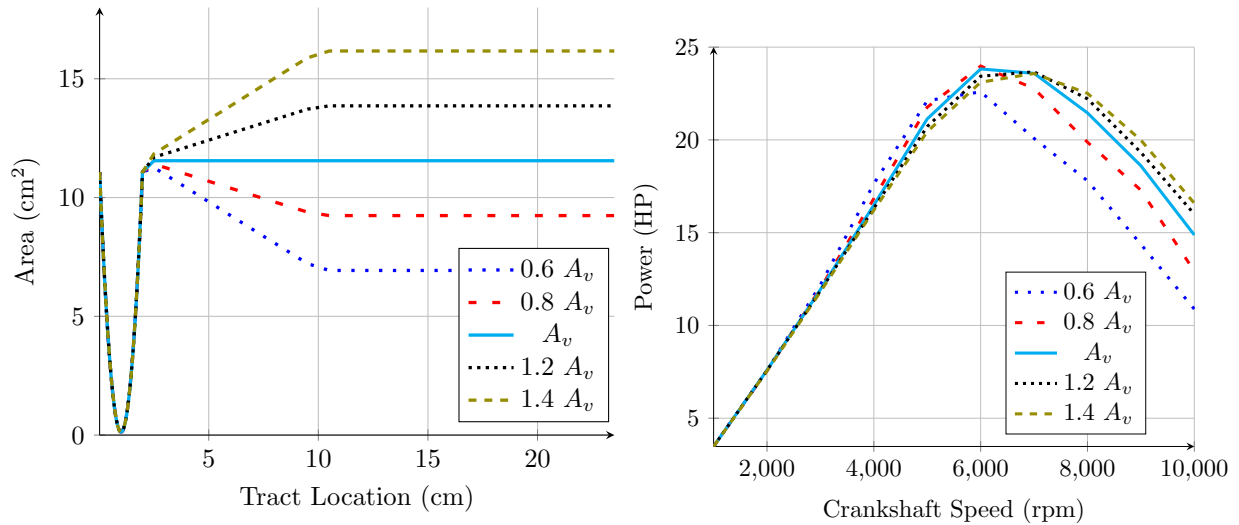 15
10
5
0
Area (cm²)
5
10
15
20
Tract Location (cm)
0.6 A_v
0.8 A_v
A_v
1.2 A_v
1.4 A_v
25
20
15
10
5
Power (HP)
2,000
4,000
6,000
8,000
10,000
Crankshaft Speed (rpm)
0.6 A_v
0.8 A_v
A_v
1.2 A_v
1.4 A_v